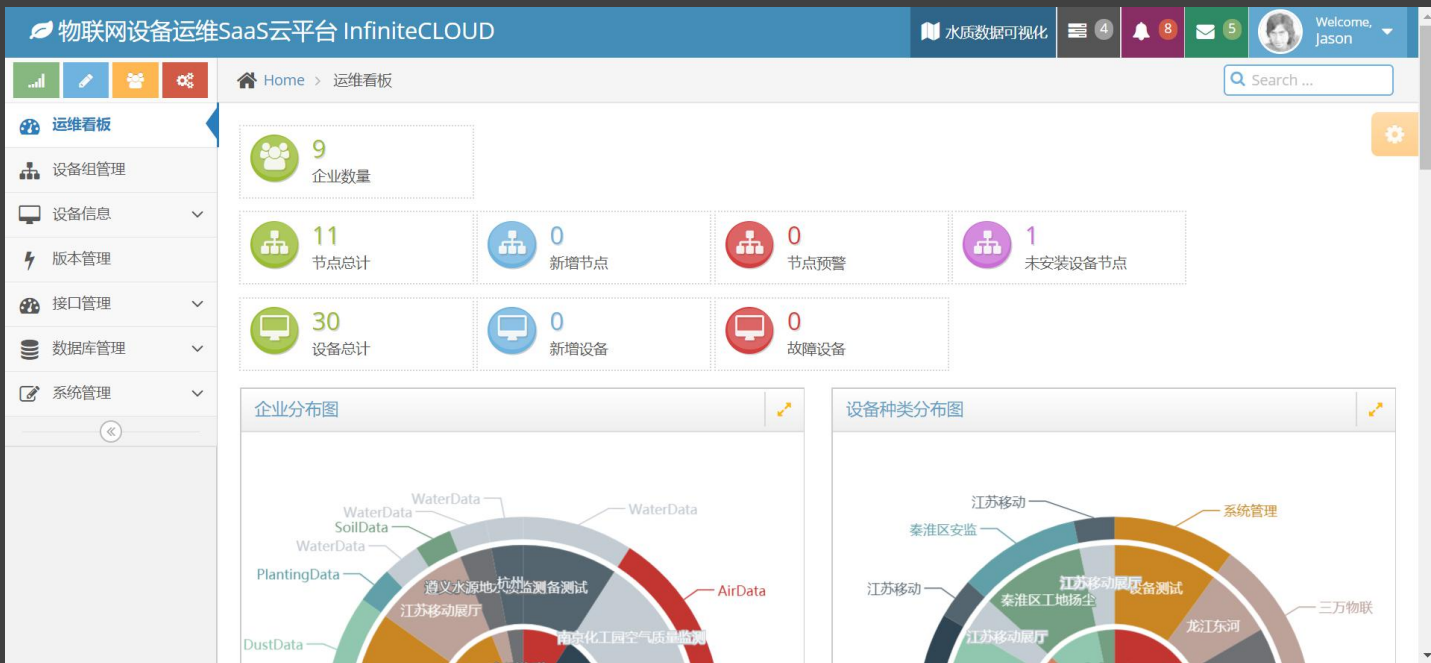 物联网设备运维SaaS云平台 InfiniteCLOUD
水质数据可视化
4
8
5
Welcome,
Jason
Home > 运维看板
Search ...
运维看板
设备组管理
设备信息
版本管理
接口管理
数据库管理
系统管理
9
企业数量
11
节点总计
0
新增节点
0
节点预警
1
未安装设备节点
30
设备总计
0
新增设备
0
故障设备
企业分布图
WaterData
WaterData
WaterData
SoilData
WaterData
PlantingData
AirData
DustData
遵义水源地
杭州
监测备测试
江苏移动展厅
南京化工园空气质量监测
设备种类分布图
江苏移动
系统管理
秦淮区安监
江苏移动
三万物联
江苏移动展厅
设备测试
秦淮区工地扬尘
龙江东河
江苏移动展厅